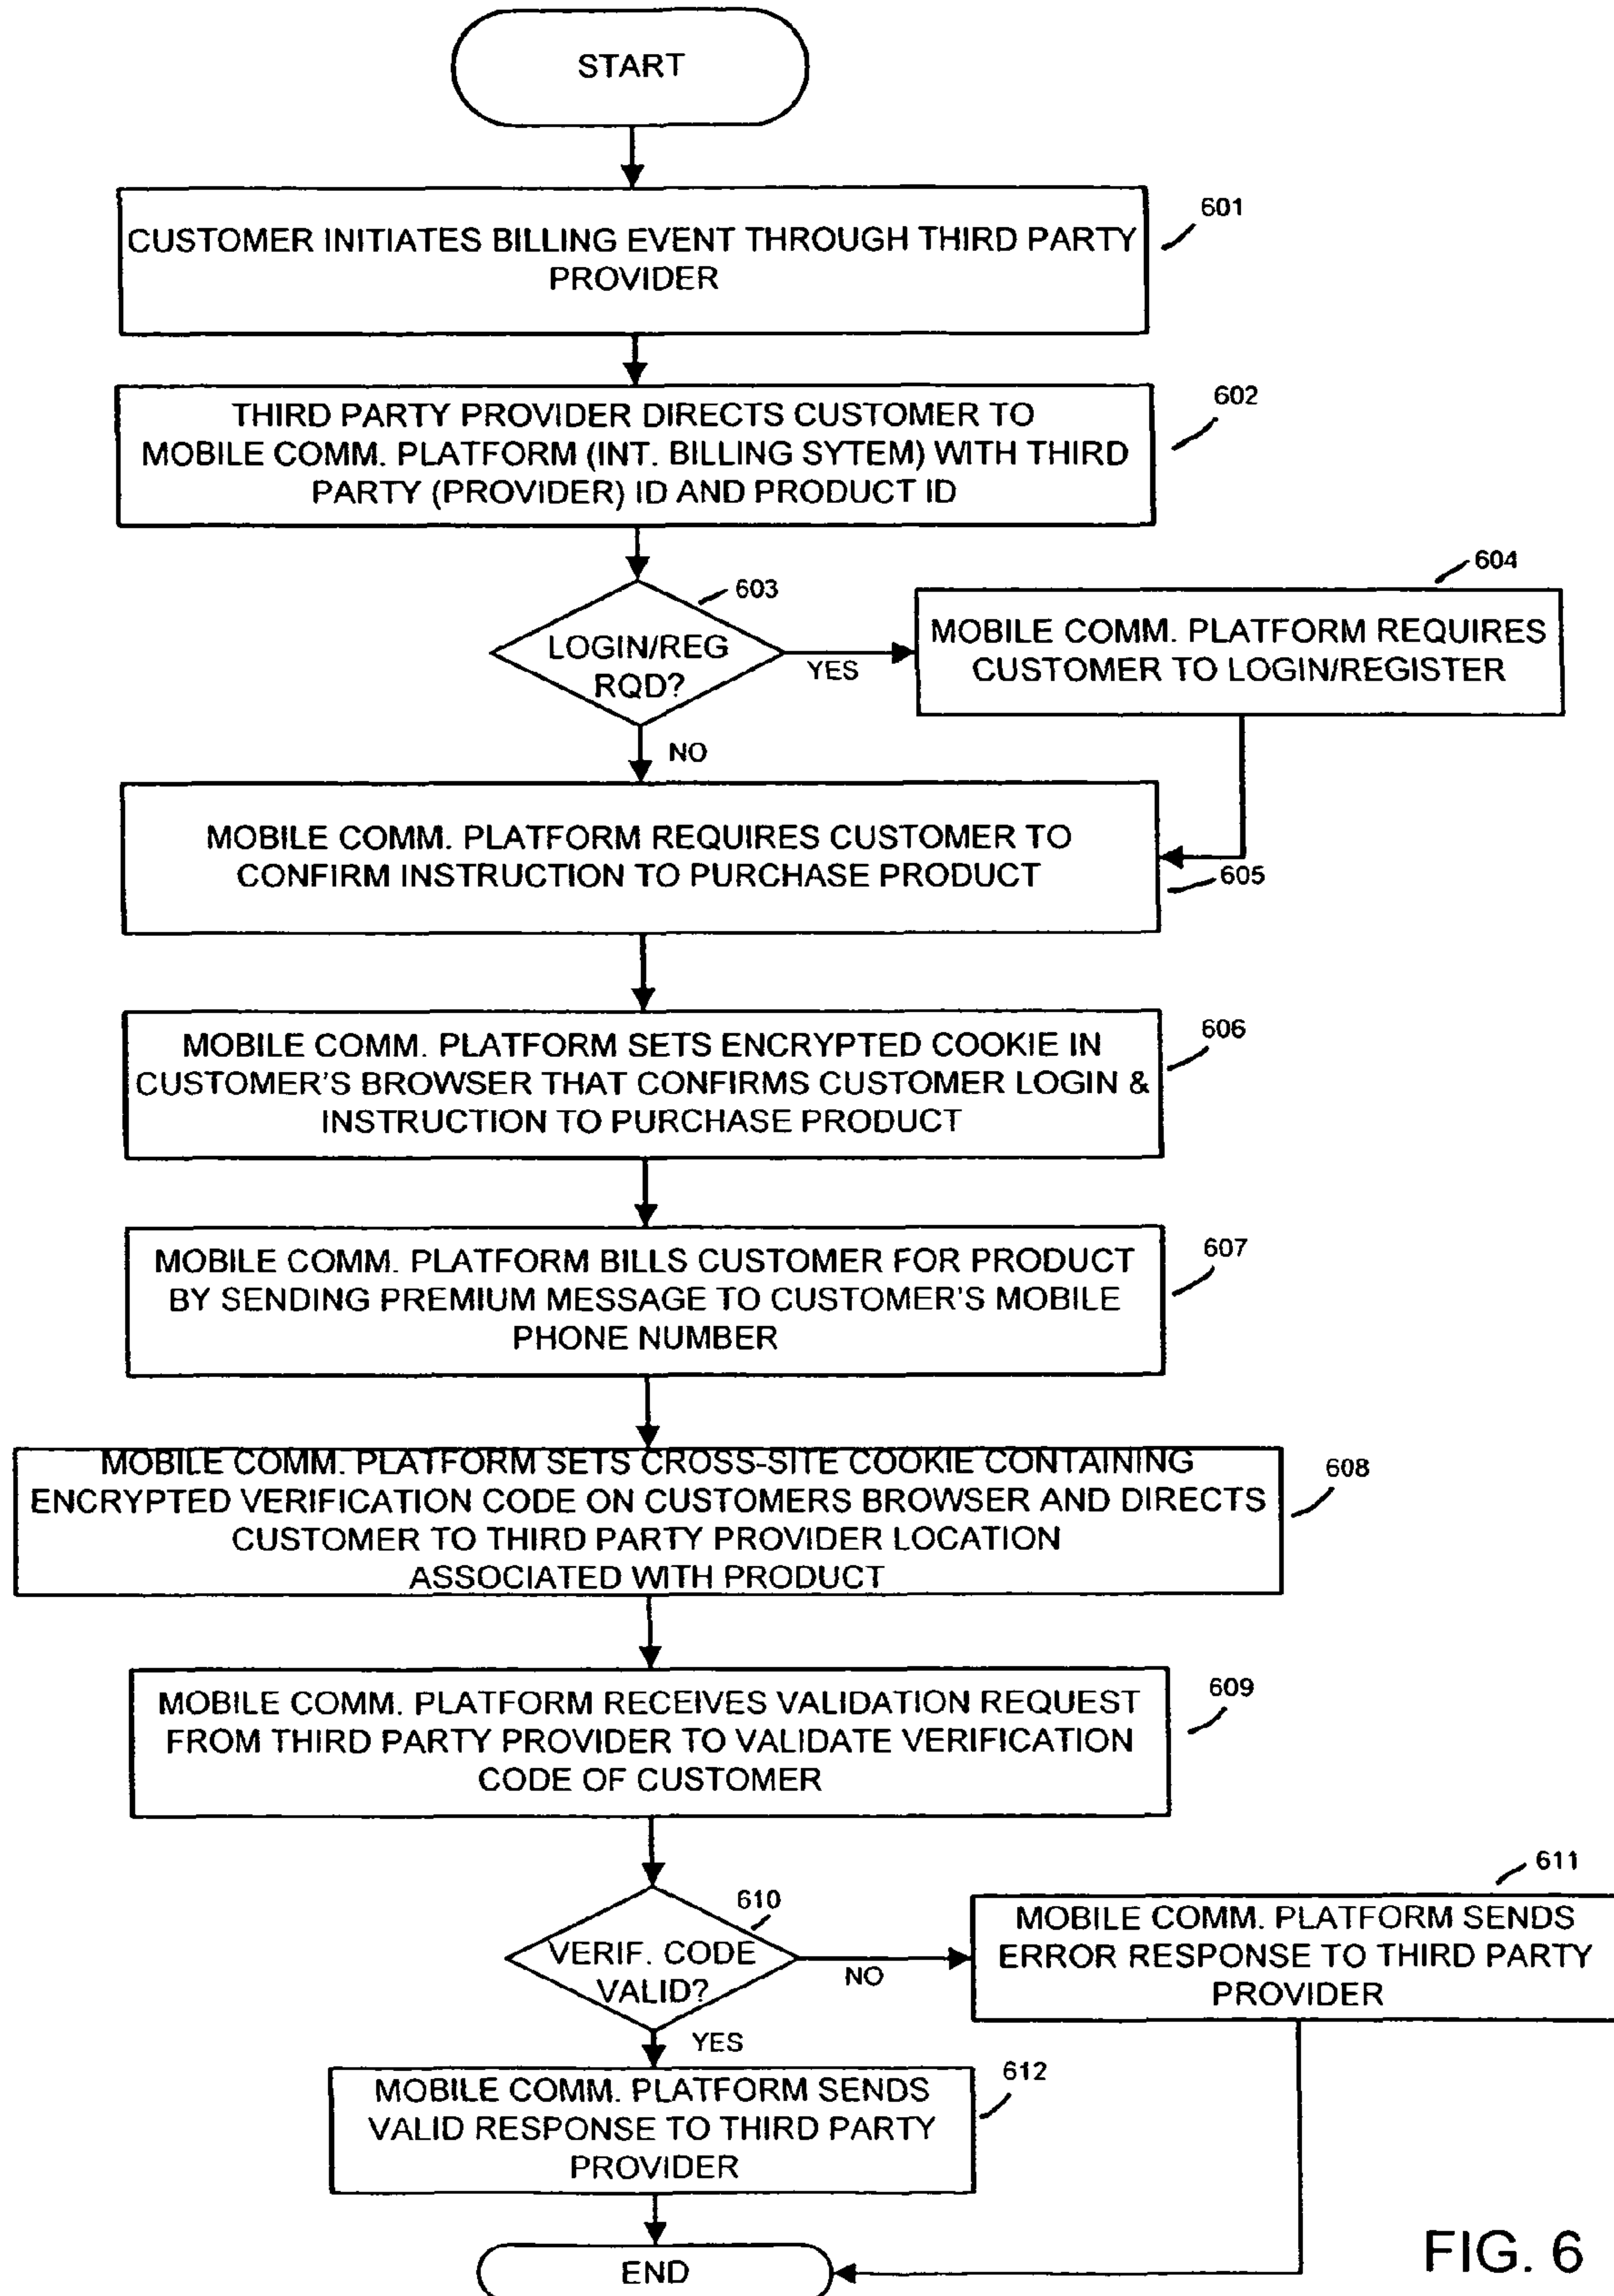 START
601
CUSTOMER INITIATES BILLING EVENT THROUGH THIRD PARTY
PROVIDER
602
THIRD PARTY PROVIDER DIRECTS CUSTOMER TO
MOBILE COMM. PLATFORM (INT. BILLING SYTEM) WITH THIRD
PARTY (PROVIDER) ID AND PRODUCT ID
603
LOGIN/REG
RQD?
YES
NO
604
MOBILE COMM. PLATFORM REQUIRES
CUSTOMER TO LOGIN/REGISTER
MOBILE COMM. PLATFORM REQUIRES CUSTOMER TO
CONFIRM INSTRUCTION TO PURCHASE PRODUCT
605
606
MOBILE COMM. PLATFORM SETS ENCRYPTED COOKIE IN
CUSTOMER'S BROWSER THAT CONFIRMS CUSTOMER LOGIN &
INSTRUCTION TO PURCHASE PRODUCT
607
MOBILE COMM. PLATFORM BILLS CUSTOMER FOR PRODUCT
BY SENDING PREMIUM MESSAGE TO CUSTOMER'S MOBILE
PHONE NUMBER
608
MOBILE COMM. PLATFORM SETS CROSS-SITE COOKIE CONTAINING
ENCRYPTED VERIFICATION CODE ON CUSTOMERS BROWSER AND DIRECTS
CUSTOMER TO THIRD PARTY PROVIDER LOCATION
ASSOCIATED WITH PRODUCT
609
MOBILE COMM. PLATFORM RECEIVES VALIDATION REQUEST
FROM THIRD PARTY PROVIDER TO VALIDATE VERIFICATION
CODE OF CUSTOMER
610
VERIF. CODE
VALID?
NO
YES
611
MOBILE COMM. PLATFORM SENDS
ERROR RESPONSE TO THIRD PARTY
PROVIDER
612
MOBILE COMM. PLATFORM SENDS
VALID RESPONSE TO THIRD PARTY
PROVIDER
END
FIG. 6